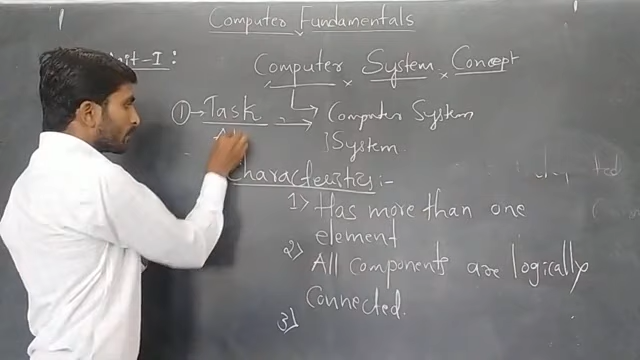 Computer Fundamentals
Unit-I:
Computer × System × Concept
① → Task → Computer System
System
Characteristics:-
1) Has more than one
element
2) All components are logically
connected.
3)